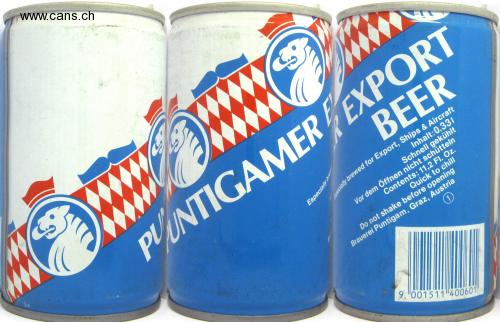 www.cans.ch
PU
PUNTIGAMER E
Especially
R EXPORT
BEER
ially brewed for Export, Ships & Aircraft
Inhalt: 0.33 l
Schnell gekühlt
Vor dem Öffnen nicht schütteln
Contents: 11.2 Fl. Oz.
Quick to chill
Do not shake before opening
Brauerei Puntigam, Graz, Austria
1
9 001511 400601